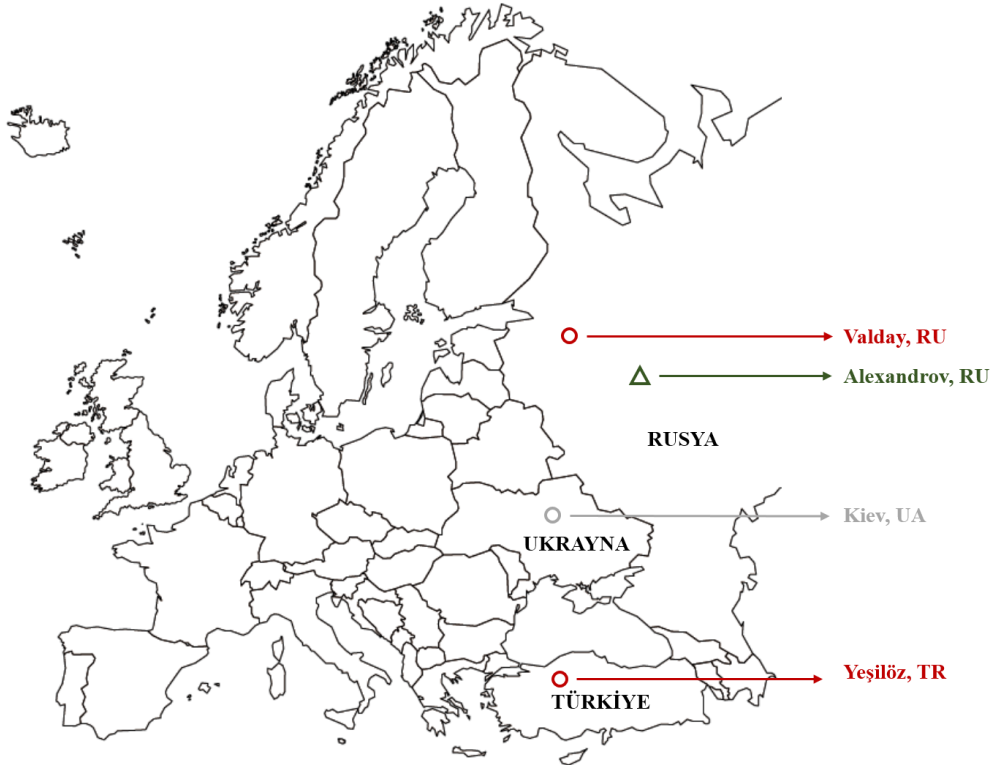 Valday, RU
Alexandrov, RU
RUSYA
Kiev, UA
UKRAYNA
Yeşilöz, TR
TÜRKİYE